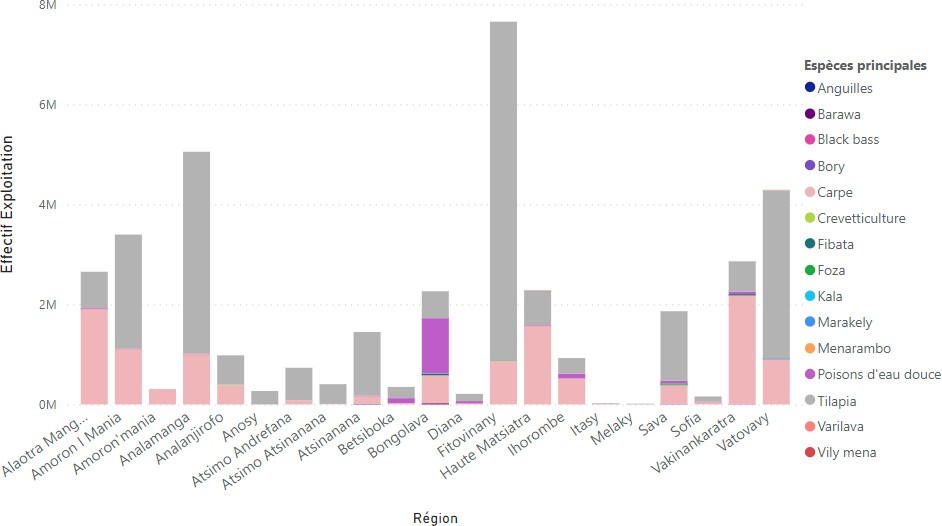 8M
6M
4M
2M
0M
Effectif Exploitation
Alaotra Mang...
Amoron I Mania
Amoron'mania
Analamanga
Analanjirofo
Anosy
Atsimo Andrefana
Atsimo Atsinanana
Atsinanana
Betsiboka
Bongolava
Diana
Fitovinany
Haute Matsiatra
Ihorombe
Itasy
Melaky
Sava
Sofia
Vakinankaratra
Vatovavy
Région
Espèces principales
Anguilles
Barawa
Black bass
Bory
Carpe
Crevetticulture
Fibata
Foza
Kala
Marakely
Menarambo
Poisons d'eau douce
Tilapia
Varilava
Vily mena